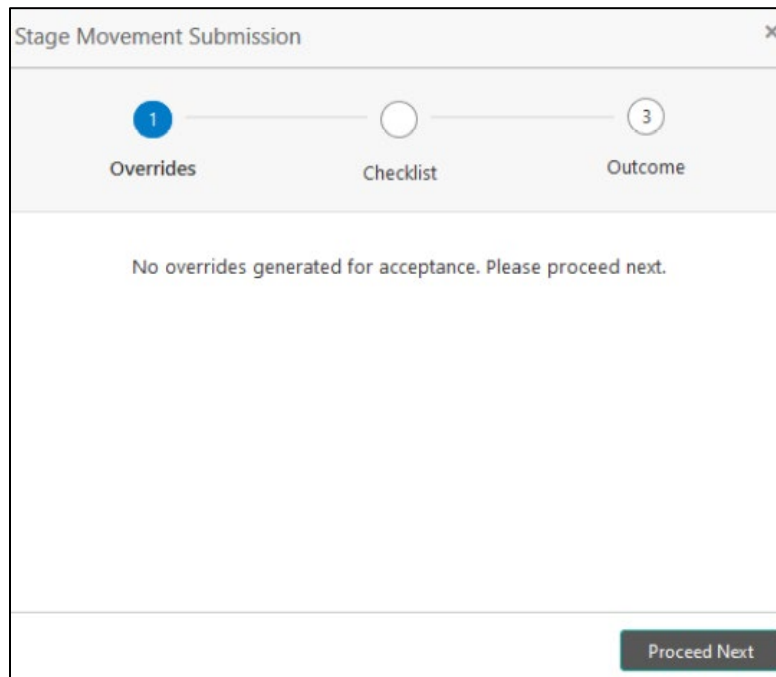 Stage Movement Submission
×
1
3
Overrides
Checklist
Outcome
No overrides generated for acceptance. Please proceed next.
Proceed Next